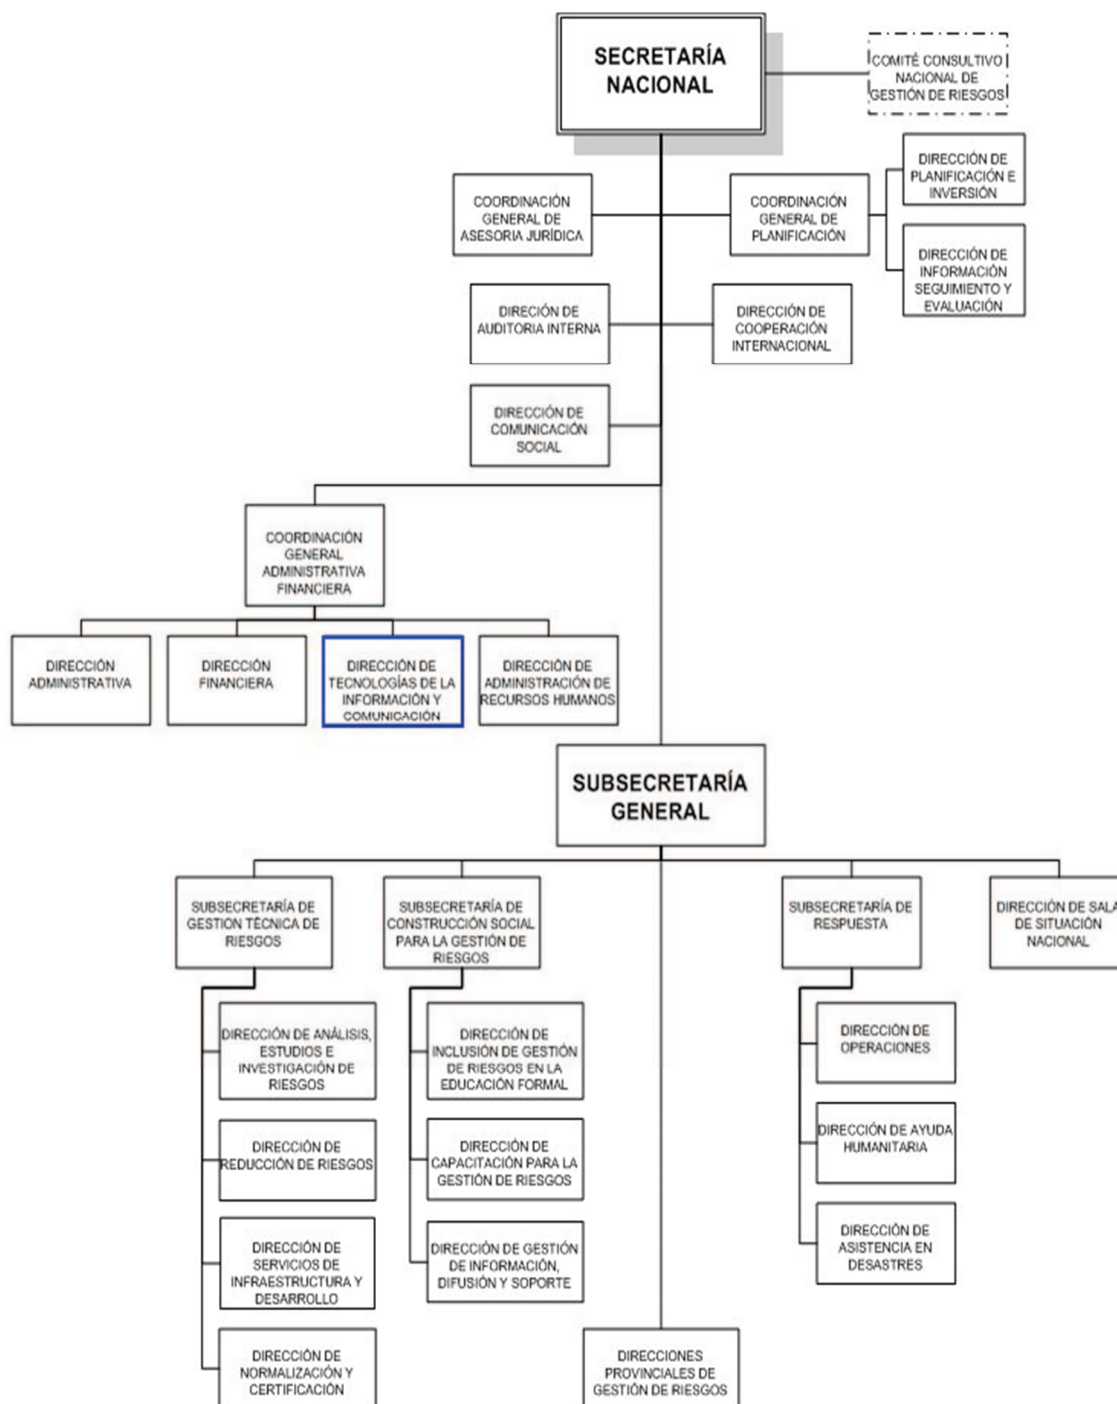 SECRETARÍA
NACIONAL
COMITÉ CONSULTIVO
NACIONAL DE
GESTIÓN DE RIESGOS
DIRECCIÓN DE
PLANIFICACIÓN E
INVERSIÓN
COORDINACIÓN
GENERAL DE
ASESORIA JURÍDICA
COORDINACIÓN
GENERAL DE
PLANIFICACIÓN
DIRECCIÓN DE
INFORMACIÓN
SEGUIMIENTO Y
EVALUACIÓN
DIRECIÓN DE
AUDITORIA INTERNA
DIRECCIÓN DE
COOPERACIÓN
INTERNACIONAL
DIRECCIÓN DE
COMUNICACIÓN
SOCIAL
COORDINACIÓN
GENERAL
ADMINISTRATIVA
FINANCIERA
DIRECCIÓN
ADMINISTRATIVA
DIRECCIÓN
FINANCIERA
DIRECCIÓN DE
TECNOLOGÍAS DE LA
INFORMACIÓN Y
COMUNICACIÓN
DIRECCIÓN DE
ADMINISTRACIÓN DE
RECURSOS HUMANOS
SUBSECRETARÍA
GENERAL
SUBSECRETARÍA DE
GESTION TÉCNICA DE
RIESGOS
SUBSECRETARÍA DE
CONSTRUCCIÓN SOCIAL
PARA LA GESTIÓN DE
RIESGOS
SUBSECRETARÍA DE
RESPUESTA
DIRECCIÓN DE SALA
DE SITUACIÓN
NACIONAL
DIRECCIÓN DE ANÁLISIS,
ESTUDIOS E
INVESTIGACIÓN DE
RIESGOS
DIRECCIÓN DE
INCLUSIÓN DE GESTIÓN
DE RIESGOS EN LA
EDUCACIÓN FORMAL
DIRECCIÓN DE
OPERACIONES
DIRECCIÓN DE
REDUCCIÓN DE RIESGOS
DIRECCIÓN DE
CAPACITACIÓN PARA LA
GESTIÓN DE RIESGOS
DIRECCIÓN DE AYUDA
HUMANITARIA
DIRECCIÓN DE
SERVICIOS DE
INFRAESTRUCTURA Y
DESARROLLO
DIRECCIÓN DE GESTIÓN
DE INFORMACIÓN,
DIFUSIÓN Y SOPORTE
DIRECCIÓN DE
ASISTENCIA EN
DESASTRES
DIRECCIÓN DE
NORMALIZACIÓN Y
CERTIFICACIÓN
DIRECCIONES
PROVINCIALES DE
GESTIÓN DE RIESGOS